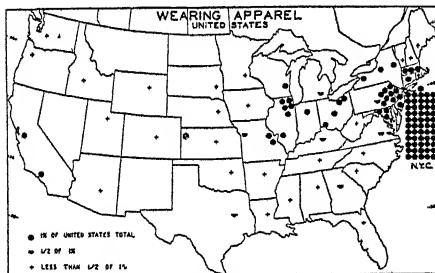 WEARING APPAREL
UNITED STATES
N.Y.C.
1% OF UNITED STATES TOTAL
1/2 OF 1%
LESS THAN 1/2 OF 1%